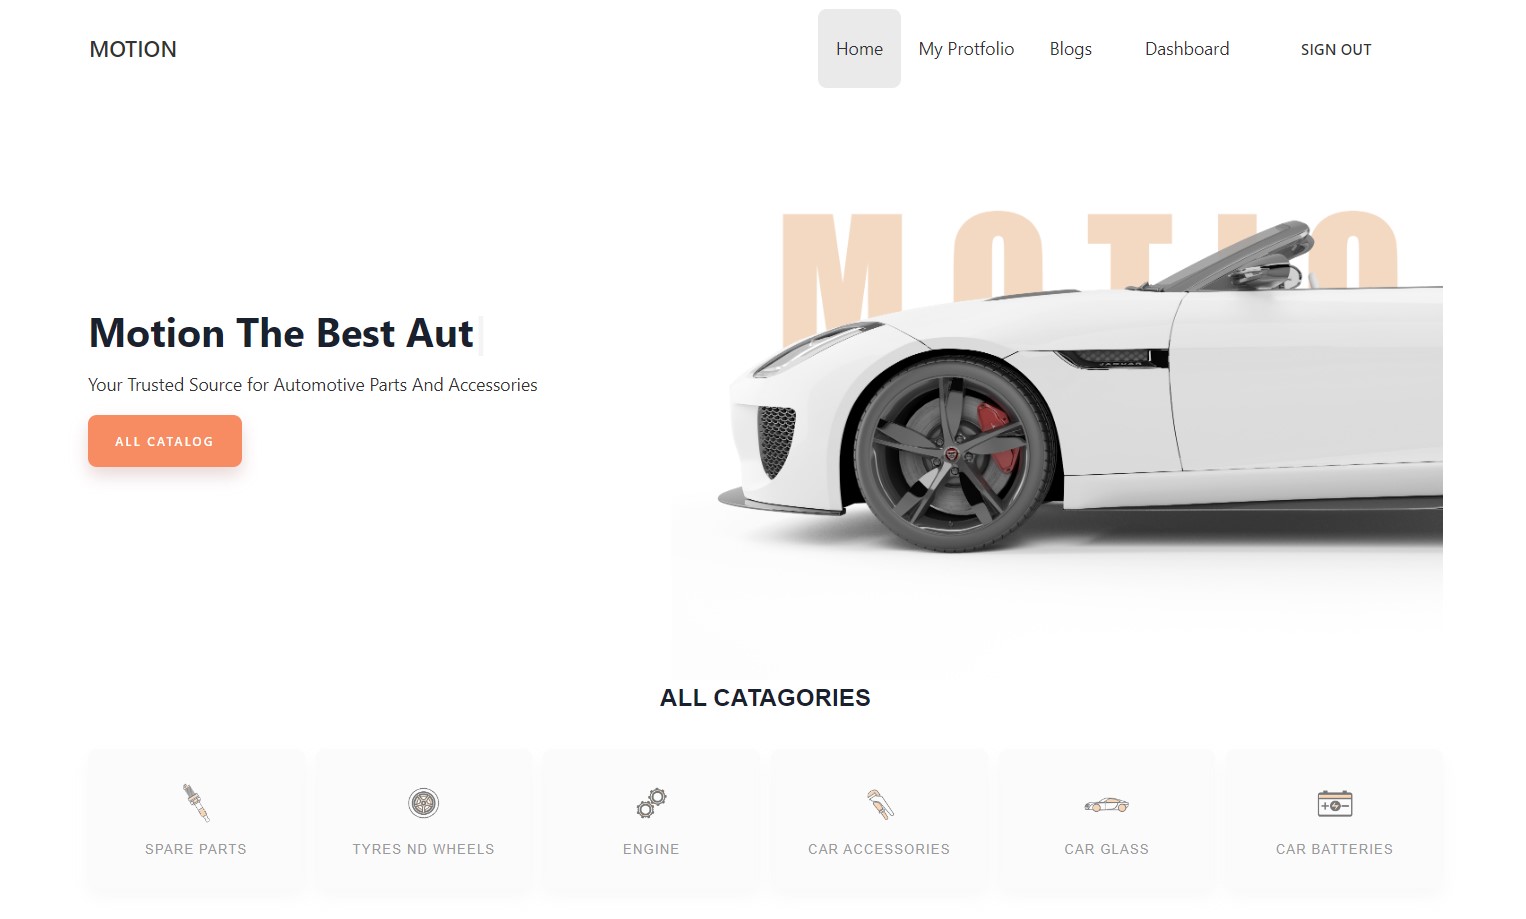 MOTION
Home
My Protfolio
Blogs
Dashboard
SIGN OUT
MOTIO
Motion The Best Aut
Your Trusted Source for Automotive Parts And Accessories
ALL CATALOG
ALL CATAGORIES
SPARE PARTS
TYRES ND WHEELS
ENGINE
CAR ACCESSORIES
CAR GLASS
CAR BATTERIES